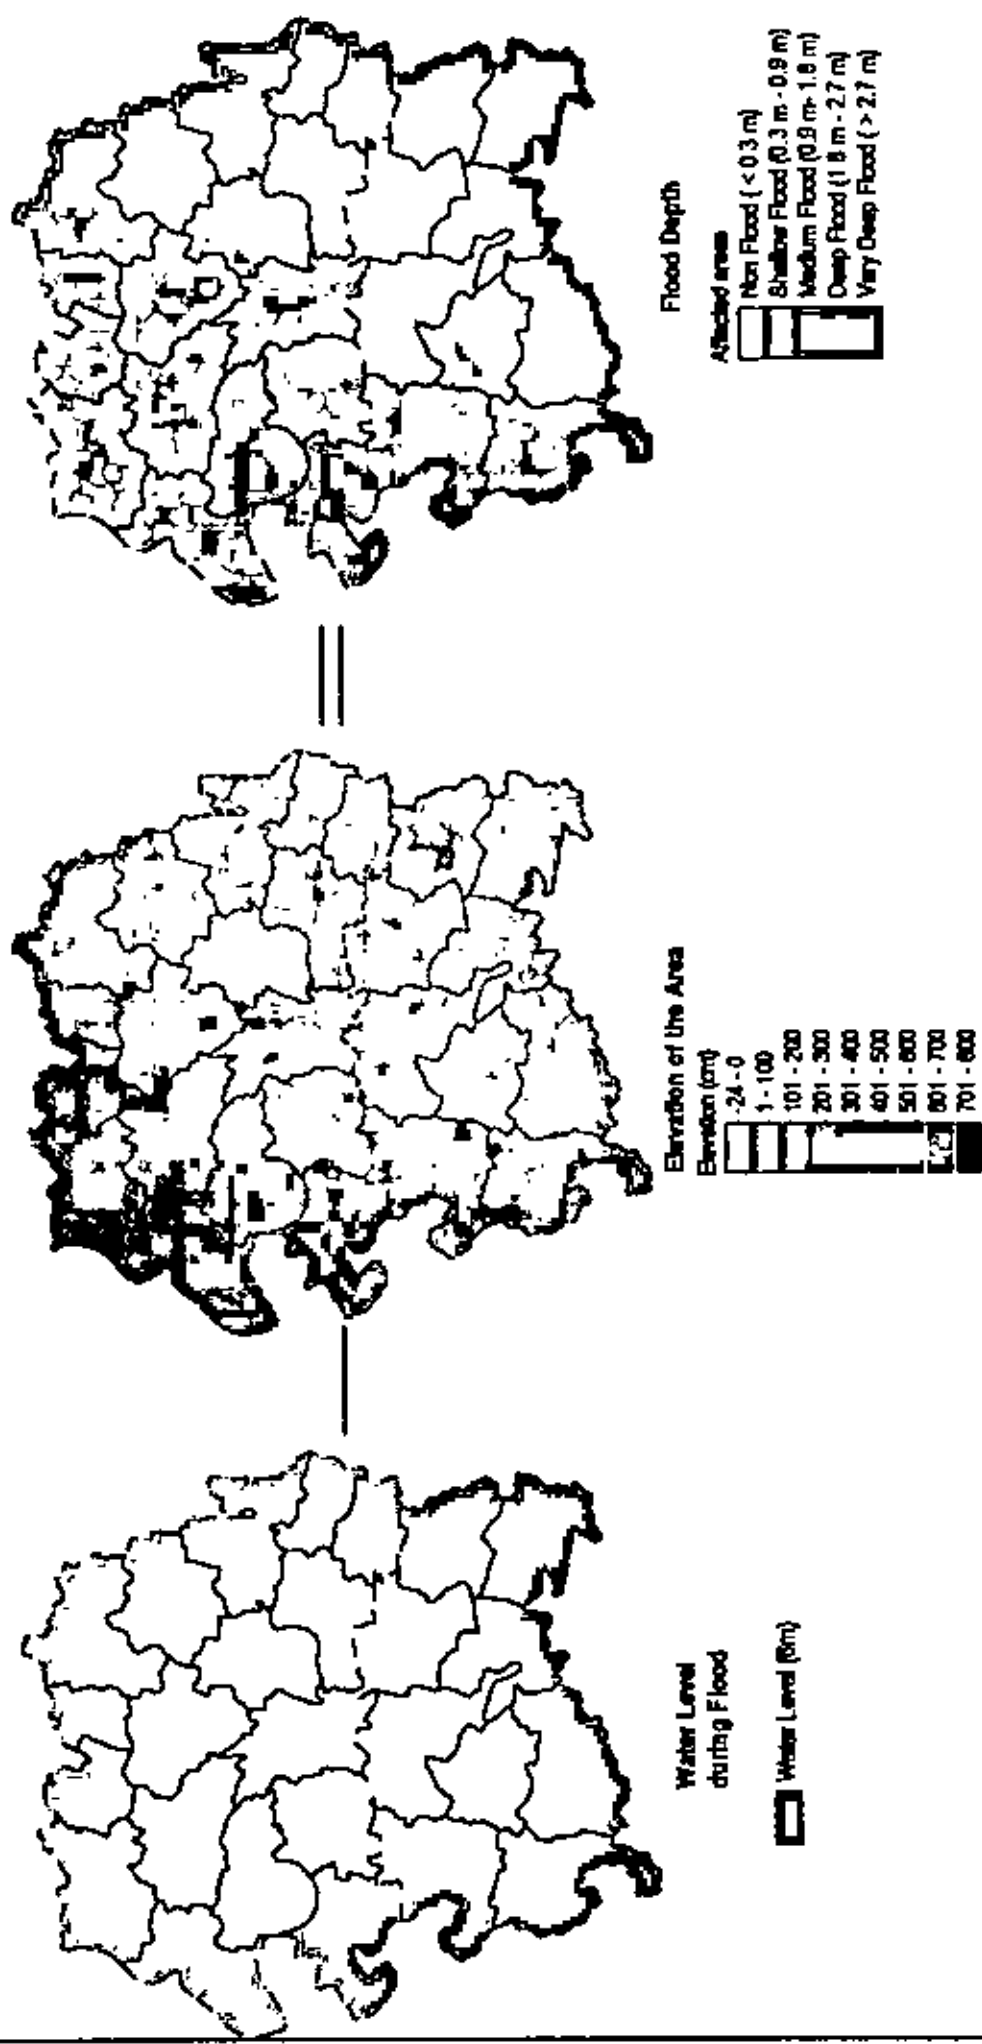 Water Level
during Flood
Water Level (6m)
Elevation of the Area
Elevation (cm)
-24 - 0
1 - 100
101 - 200
201 - 300
301 - 400
401 - 500
501 - 600
601 - 700
701 - 800
Flood Depth
Affected areas
Non Flood ( < 0.3 m)
Shallow Flood (0.3 m - 0.9 m)
Medium Flood (0.9 m- 1.8 m)
Deep Flood (1.8 m - 2.7 m)
Very Deep Flood ( > 2.7 m)